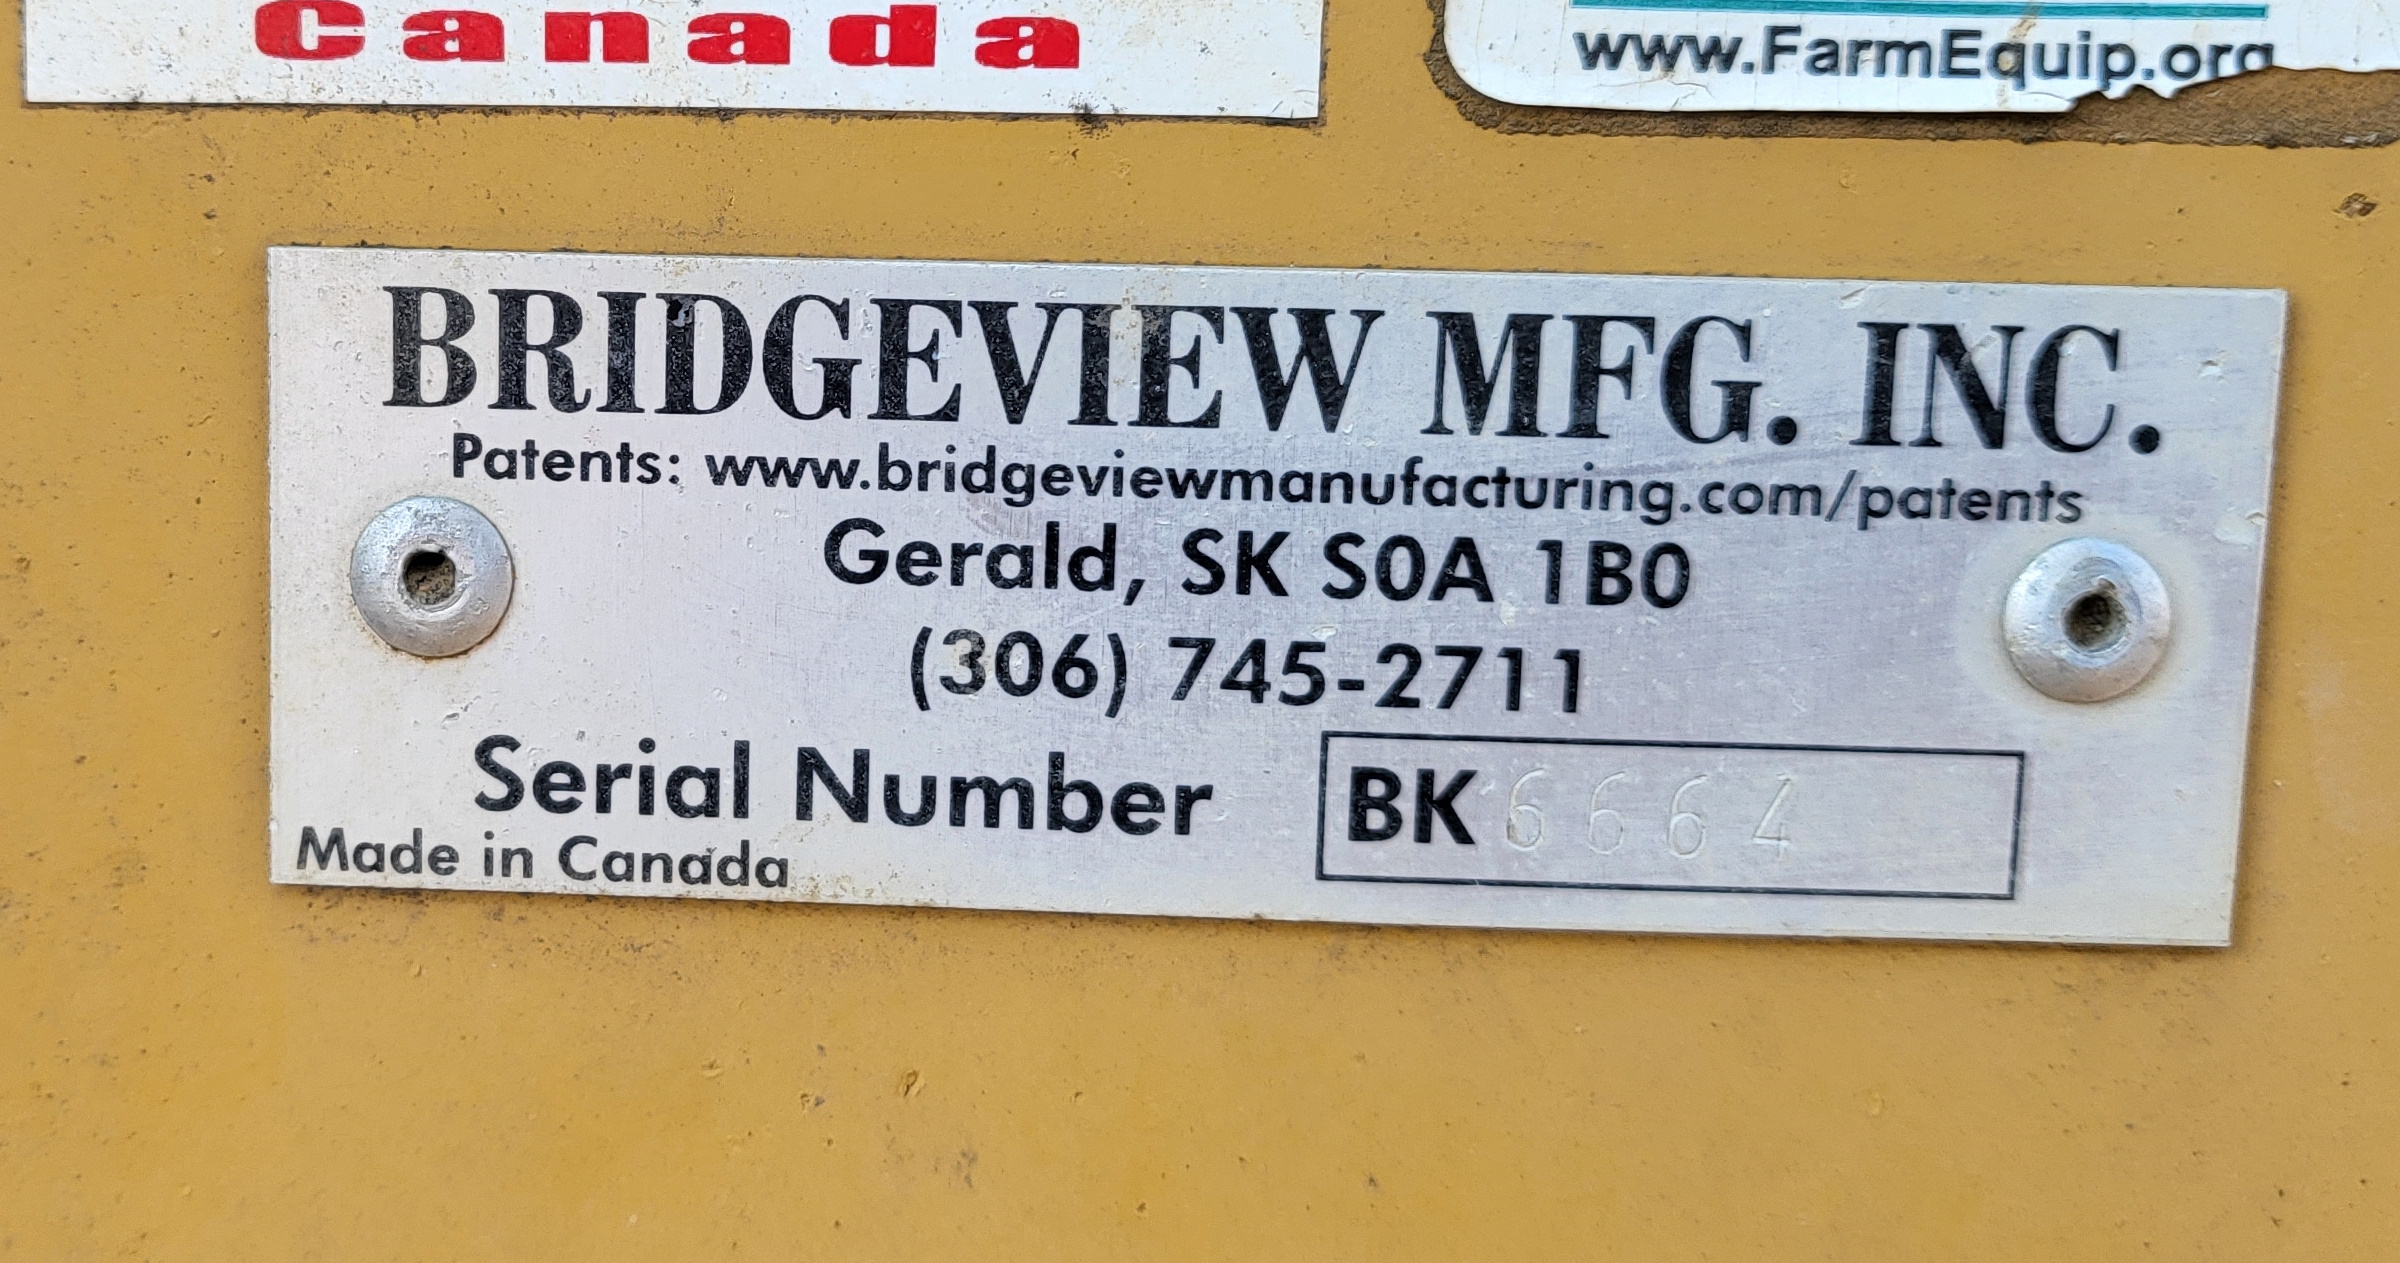 Canada
www.FarmEquip.org
BRIDGEVIEW MFG. INC.
Patents: www.bridgeviewmanufacturing.com/patents
Gerald, SK S0A 1B0
(306) 745-2711
Serial Number BK 6664
Made in Canada